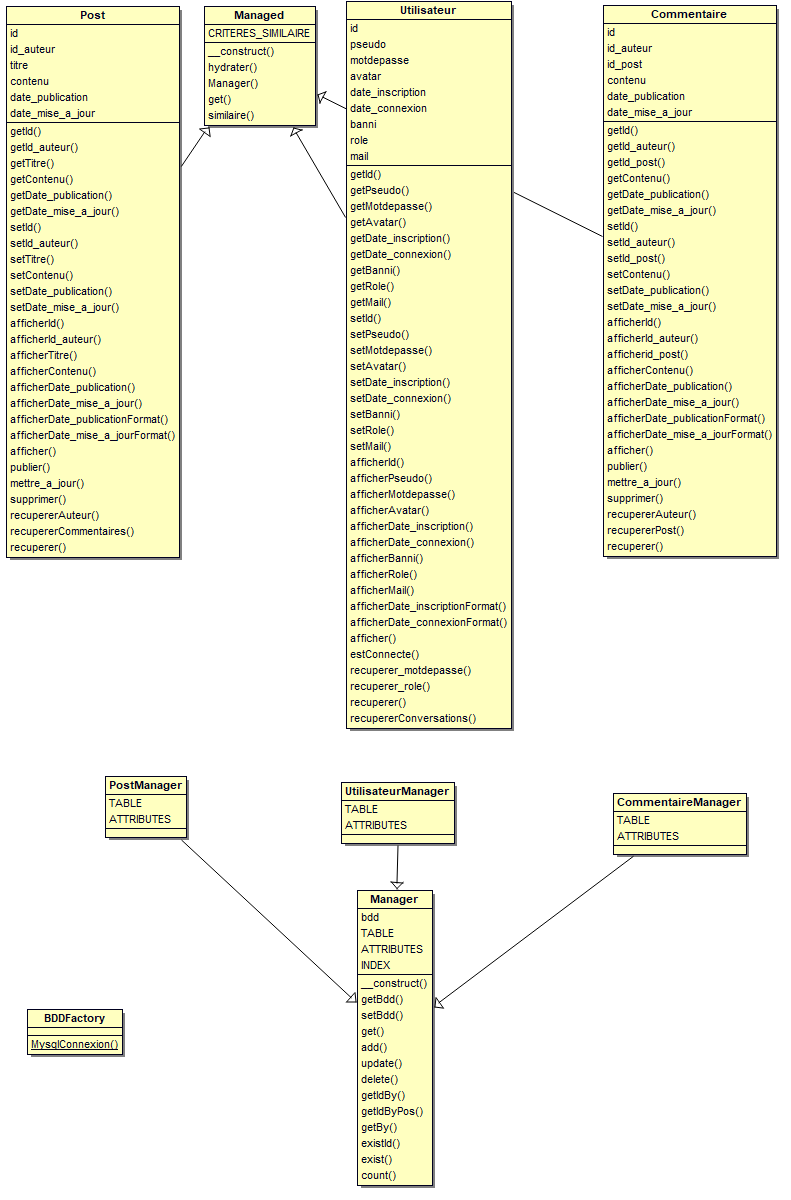 Post
id
id_auteur
titre
contenu
date_publication
date_mise_a_jour
getId()
getId_auteur()
getTitre()
getContenu()
getDate_publication()
getDate_mise_a_jour()
setId()
setId_auteur()
setTitre()
setContenu()
setDate_publication()
setDate_mise_a_jour()
afficherId()
afficherId_auteur()
afficherTitre()
afficherContenu()
afficherDate_publication()
afficherDate_mise_a_jour()
afficherDate_publicationFormat()
afficherDate_mise_a_jourFormat()
afficher()
publier()
mettre_a_jour()
supprimer()
recupererAuteur()
recupererCommentaires()
recuperer()
Managed
CRITERES_SIMILAIRE
__construct()
hydrater()
Manager()
get()
similaire()
Utilisateur
id
pseudo
motdepasse
avatar
date_inscription
date_connexion
banni
role
mail
getId()
getPseudo()
getMotdepasse()
getAvatar()
getDate_inscription()
getDate_connexion()
getBanni()
getRole()
getMail()
setId()
setPseudo()
setMotdepasse()
setAvatar()
setDate_inscription()
setDate_connexion()
setBanni()
setRole()
setMail()
afficherId()
afficherPseudo()
afficherMotdepasse()
afficherAvatar()
afficherDate_inscription()
afficherDate_connexion()
afficherBanni()
afficherRole()
afficherMail()
afficherDate_inscriptionFormat()
afficherDate_connexionFormat()
afficher()
estConnecte()
recuperer_motdepasse()
recuperer_role()
recuperer()
recupererConversations()
Commentaire
id
id_auteur
id_post
contenu
date_publication
date_mise_a_jour
getId()
getId_auteur()
getId_post()
getContenu()
getDate_publication()
getDate_mise_a_jour()
setId()
setId_auteur()
setId_post()
setContenu()
setDate_publication()
setDate_mise_a_jour()
afficherId()
afficherId_auteur()
afficherid_post()
afficherContenu()
afficherDate_publication()
afficherDate_mise_a_jour()
afficherDate_publicationFormat()
afficherDate_mise_a_jourFormat()
afficher()
publier()
mettre_a_jour()
supprimer()
recupererAuteur()
recupererPost()
recuperer()
PostManager
TABLE
ATTRIBUTES
UtilisateurManager
TABLE
ATTRIBUTES
CommentaireManager
TABLE
ATTRIBUTES
Manager
bdd
TABLE
ATTRIBUTES
INDEX
__construct()
getBdd()
setBdd()
get()
add()
update()
delete()
getIdBy()
getIdByPos()
getBy()
existId()
exist()
count()
BDDFactory
MysqlConnexion()